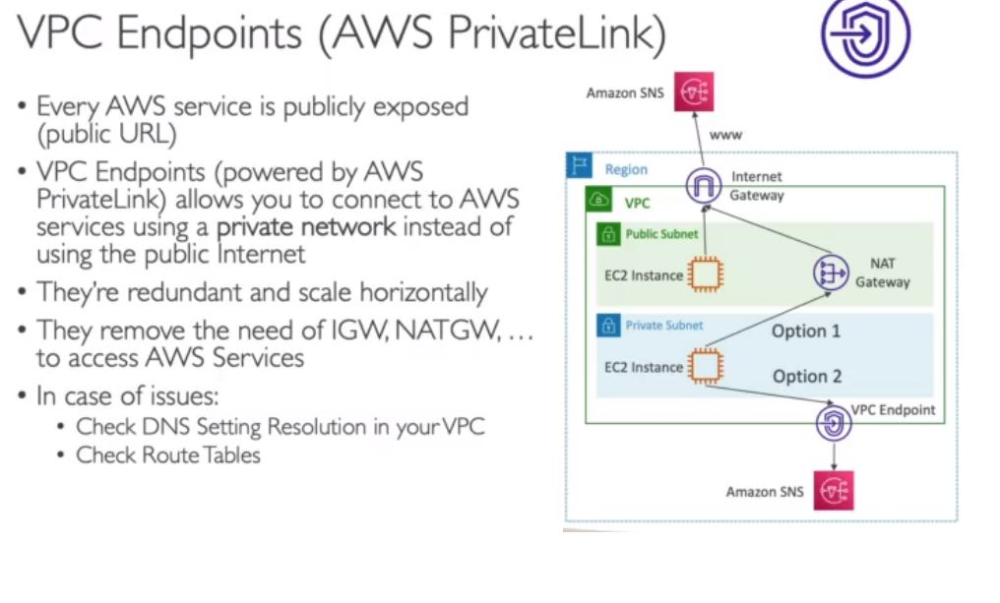 VPC Endpoints (AWS PrivateLink)
• Every AWS service is publicly exposed
(public URL)
• VPC Endpoints (powered by AWS
PrivateLink) allows you to connect to AWS
services using a private network instead of
using the public Internet
• They're redundant and scale horizontally
• They remove the need of IGW, NATGW, …
to access AWS Services
• In case of issues:
• Check DNS Setting Resolution in your VPC
• Check Route Tables
Amazon SNS
www
Region
Internet
Gateway
VPC
Public Subnet
EC2 Instance
NAT
Gateway
Private Subnet
Option 1
EC2 Instance
Option 2
VPC Endpoint
Amazon SNS